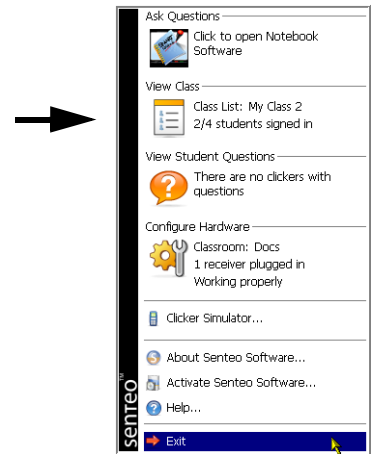 Ask Questions
Click to open Notebook
Software
View Class
Class List: My Class 2
2/4 students signed in
View Student Questions
There are no clickers with
questions
Configure Hardware
Classroom: Docs
1 receiver plugged in
Working properly
Clicker Simulator...
About Senteo Software...
Activate Senteo Software...
Help...
Exit
senteo™